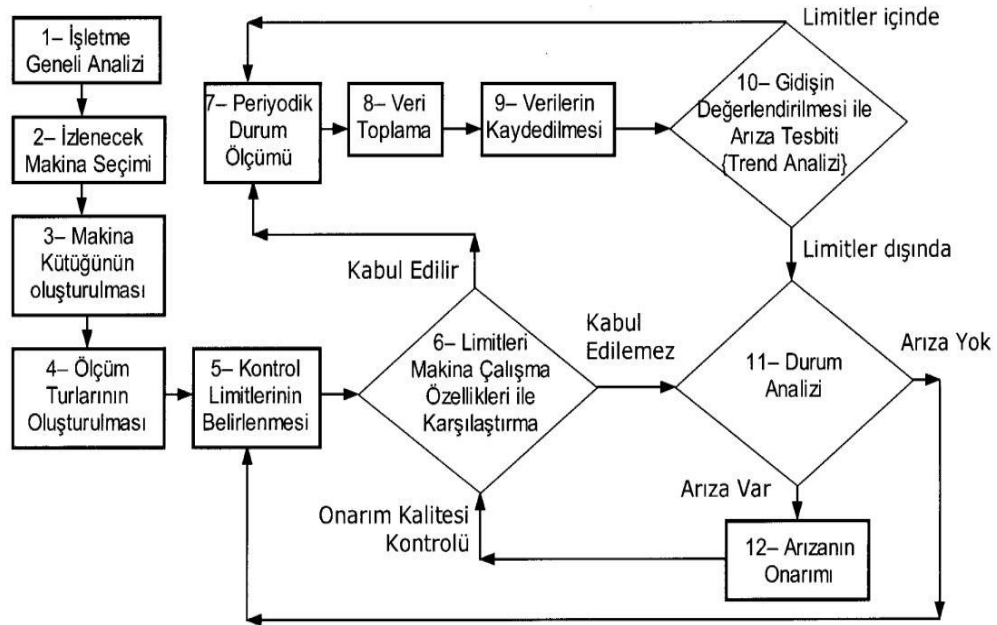 1– İşletme
Geneli Analizi
2– İzlenecek
Makina Seçimi
3– Makina
Kütüğünün
oluşturulması
4– Ölçüm
Turlarının
Oluşturulması
5– Kontrol
Limitlerinin
Belirlenmesi
6– Limitleri
Makina Çalışma
Özellikleri ile
Karşılaştırma
Kabul Edilir
Kabul
Edilemez
7– Periyodik
Durum
Ölçümü
8– Veri
Toplama
9– Verilerin
Kaydedilmesi
10– Gidişin
Değerlendirilmesi ile
Arıza Tesbiti
{Trend Analizi}
Limitler içinde
Limitler dışında
11– Durum
Analizi
Arıza Yok
Arıza Var
12– Arızanın
Onarımı
Onarım Kalitesi
Kontrolü